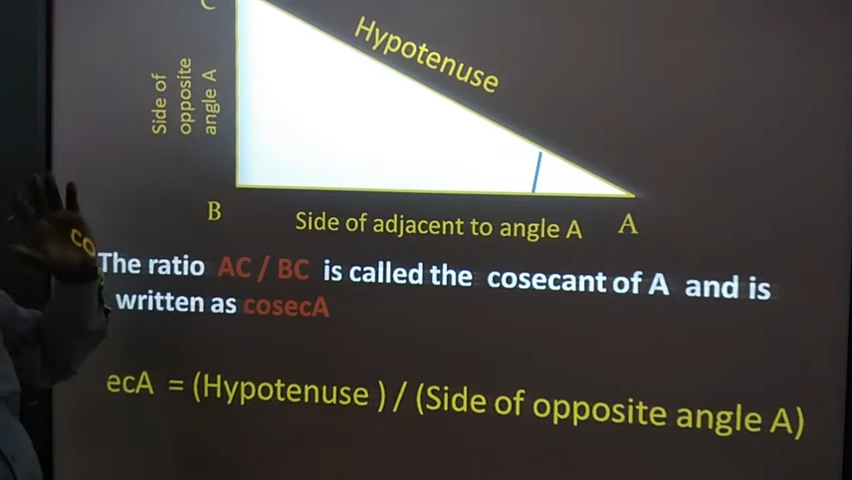 C
Hypotenuse
Side of
opposite
angle A
B
Side of adjacent to angle A
A
co
The ratio AC / BC is called the cosecant of A and is
written as cosecA
ecA = (Hypotenuse ) / (Side of opposite angle A)